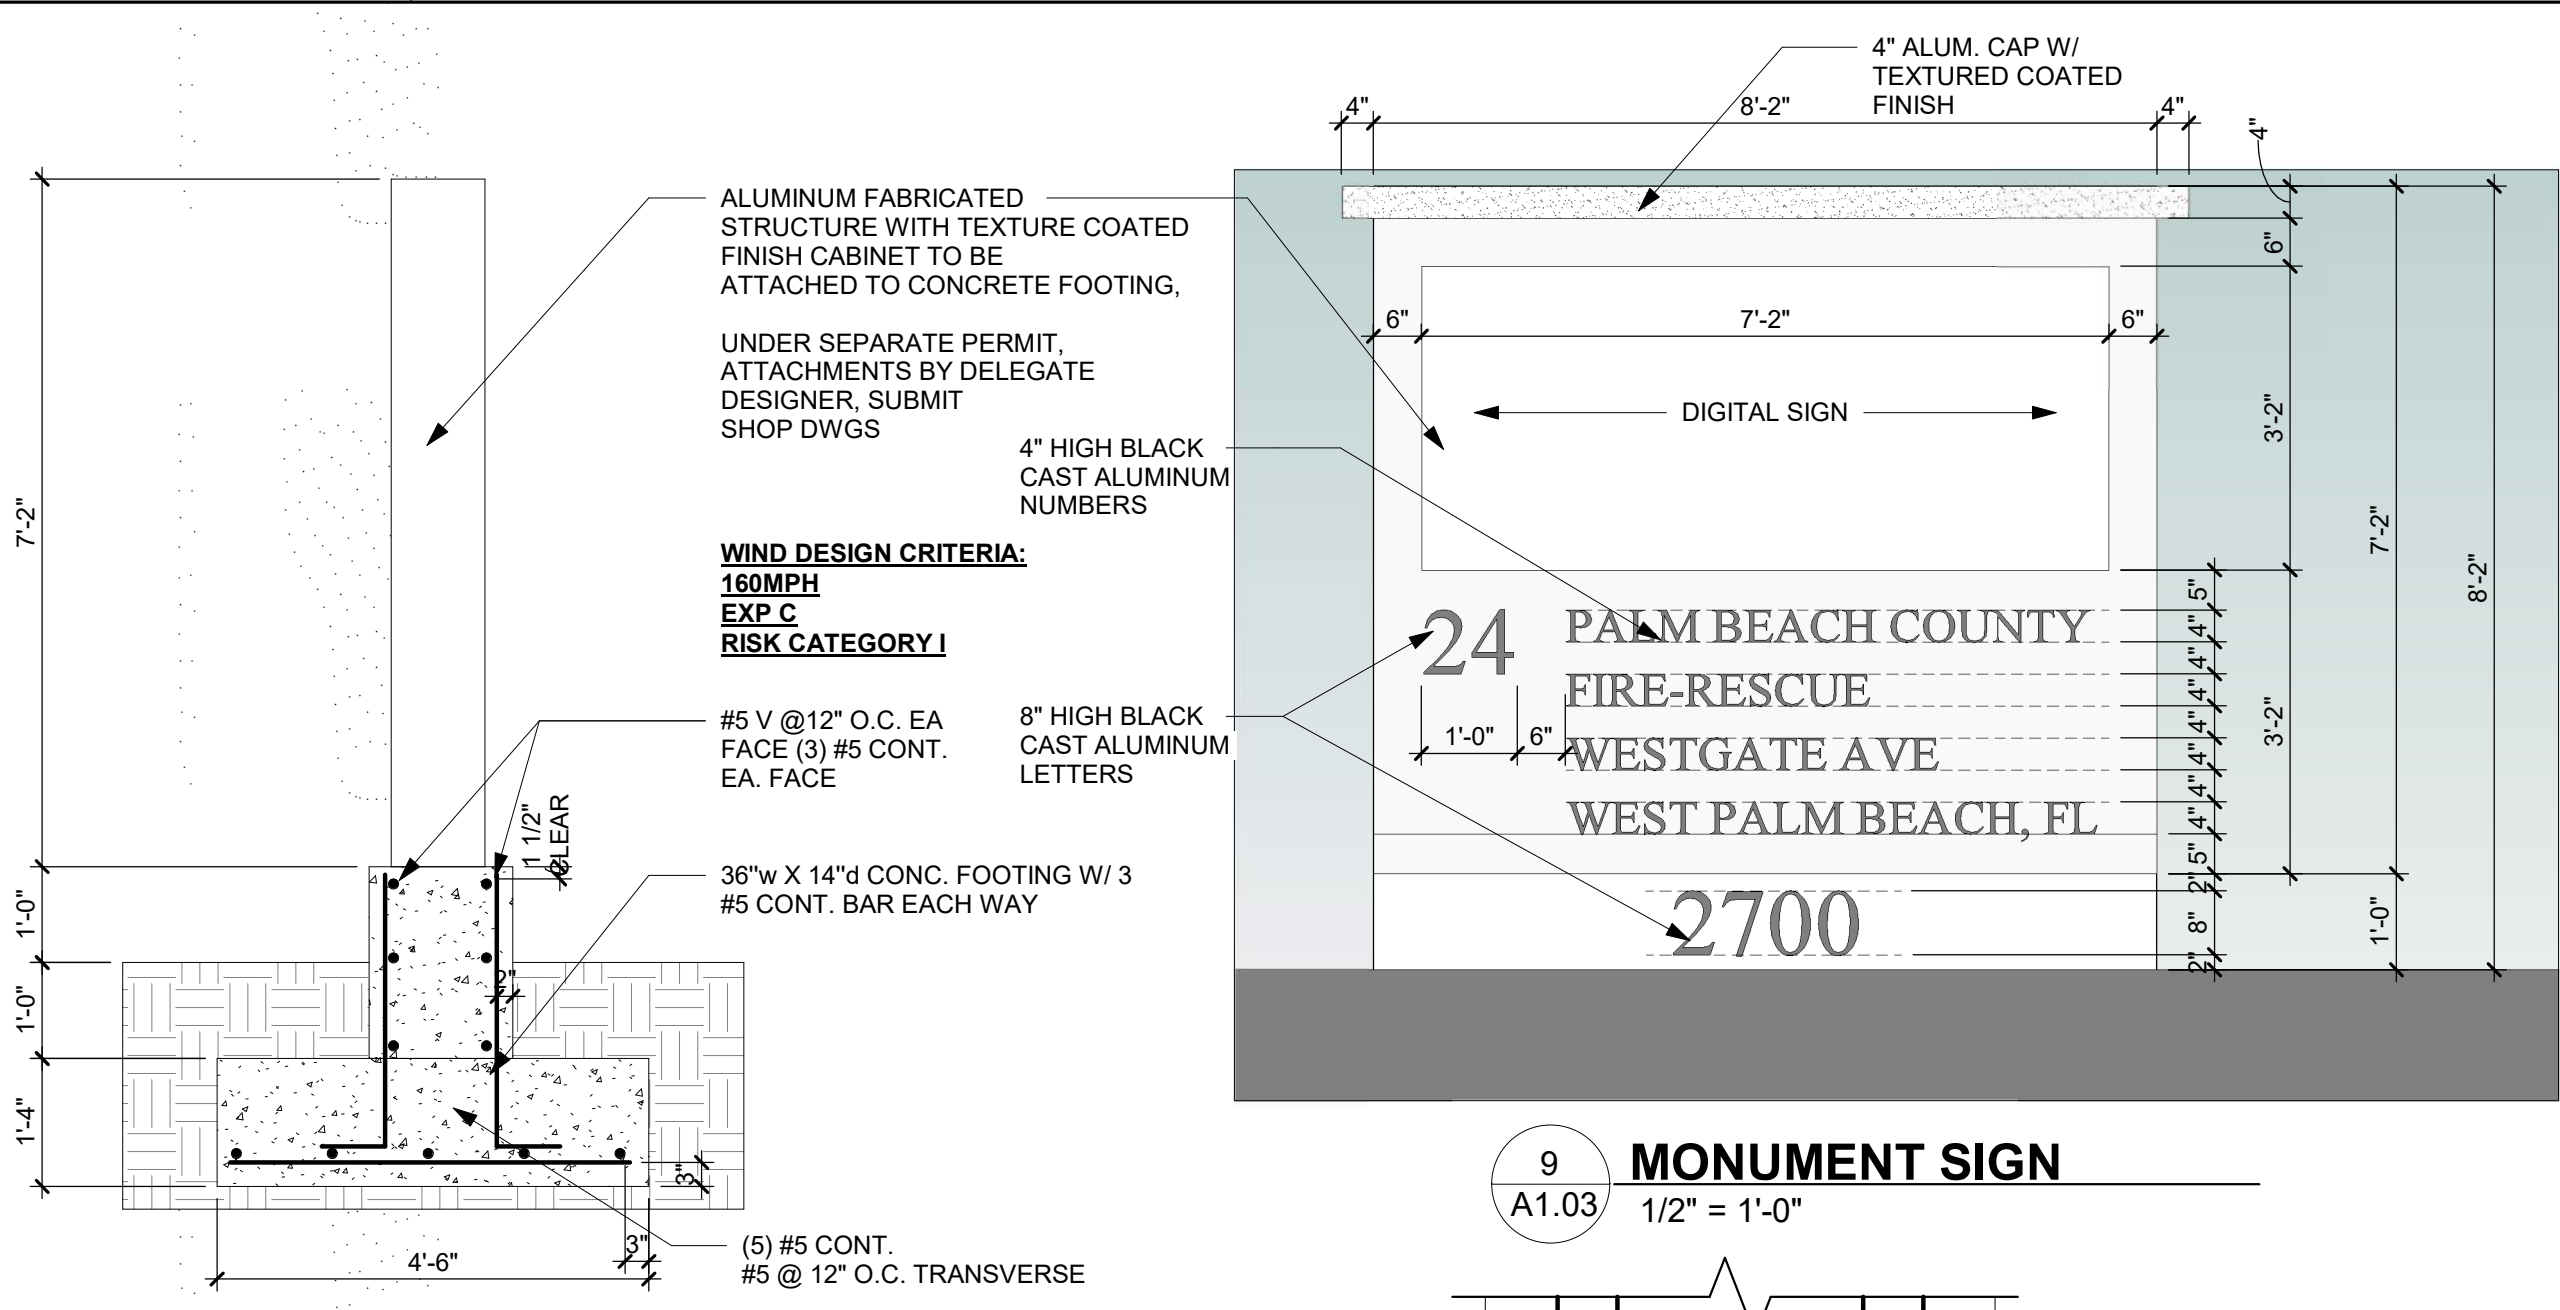 4" ALUM. CAP W/
TEXTURED COATED
FINISH
4"
8'-2"
4"
4"
ALUMINUM FABRICATED
STRUCTURE WITH TEXTURE COATED
FINISH CABINET TO BE
ATTACHED TO CONCRETE FOOTING,
UNDER SEPARATE PERMIT,
ATTACHMENTS BY DELEGATE
DESIGNER, SUBMIT
SHOP DWGS
4" HIGH BLACK
CAST ALUMINUM
NUMBERS
WIND DESIGN CRITERIA:
160MPH
EXP C
RISK CATEGORY I
#5 V @12" O.C. EA
FACE (3) #5 CONT.
EA. FACE
8" HIGH BLACK
CAST ALUMINUM
LETTERS
36"w X 14"d CONC. FOOTING W/ 3
#5 CONT. BAR EACH WAY
(5) #5 CONT.
#5 @ 12" O.C. TRANSVERSE
7'-2"
1'-0"
1'-0"
1'-4"
1 1/2"
CLEAR
2"
3"
3"
4'-6"
6"
7'-2"
6"
DIGITAL SIGN
24
PALM BEACH COUNTY
FIRE-RESCUE
WESTGATE AVE
WEST PALM BEACH, FL
1'-0"
6"
2700
6"
3'-2"
3'-2"
5"
4"
4"
4"
4"
4"
4"
4"
5"
2"
8"
2"
7'-2"
1'-0"
8'-2"
9
A1.03
MONUMENT SIGN
1/2" = 1'-0"